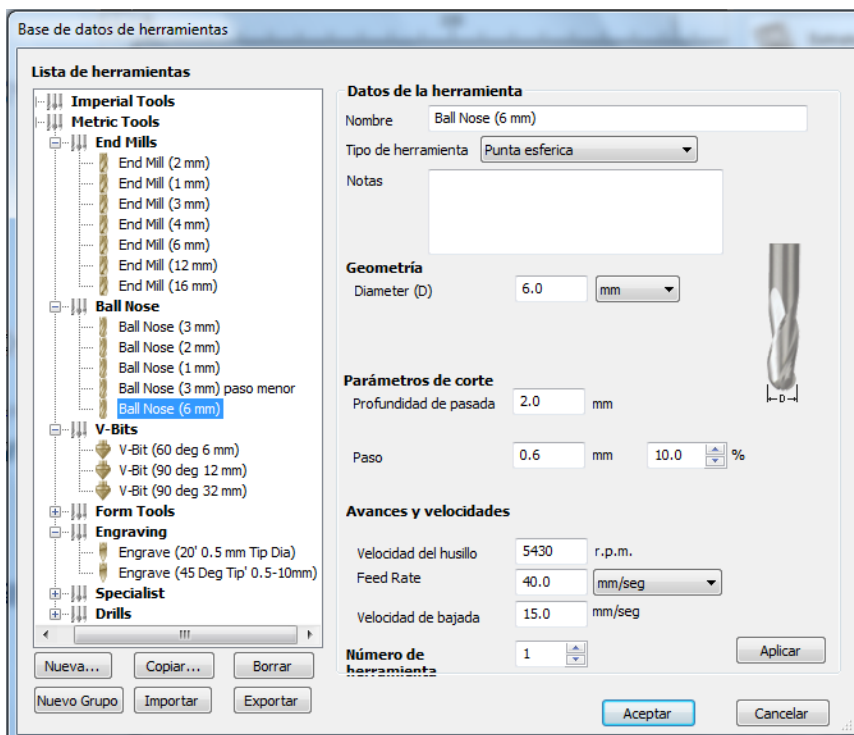 Base de datos de herramientas
Lista de herramientas
Imperial Tools
Metric Tools
End Mills
End Mill (2 mm)
End Mill (1 mm)
End Mill (3 mm)
End Mill (4 mm)
End Mill (6 mm)
End Mill (12 mm)
End Mill (16 mm)
Ball Nose
Ball Nose (3 mm)
Ball Nose (2 mm)
Ball Nose (1 mm)
Ball Nose (3 mm) paso menor
Ball Nose (6 mm)
V-Bits
V-Bit (60 deg 6 mm)
V-Bit (90 deg 12 mm)
V-Bit (90 deg 32 mm)
Form Tools
Engraving
Engrave (20' 0.5 mm Tip Dia)
Engrave (45 Deg Tip' 0.5-10mm)
Specialist
Drills
Nueva... Copiar... Borrar
Nuevo Grupo Importar Exportar
Datos de la herramienta
Nombre Ball Nose (6 mm)
Tipo de herramienta Punta esferica
Notas
Geometría
Diameter (D) 6.0 mm
D
Parámetros de corte
Profundidad de pasada 2.0 mm
Paso 0.6 mm 10.0 %
Avances y velocidades
Velocidad del husillo 5430 r.p.m.
Feed Rate 40.0 mm/seg
Velocidad de bajada 15.0 mm/seg
Número de 1
herramienta
Aplicar
Aceptar Cancelar